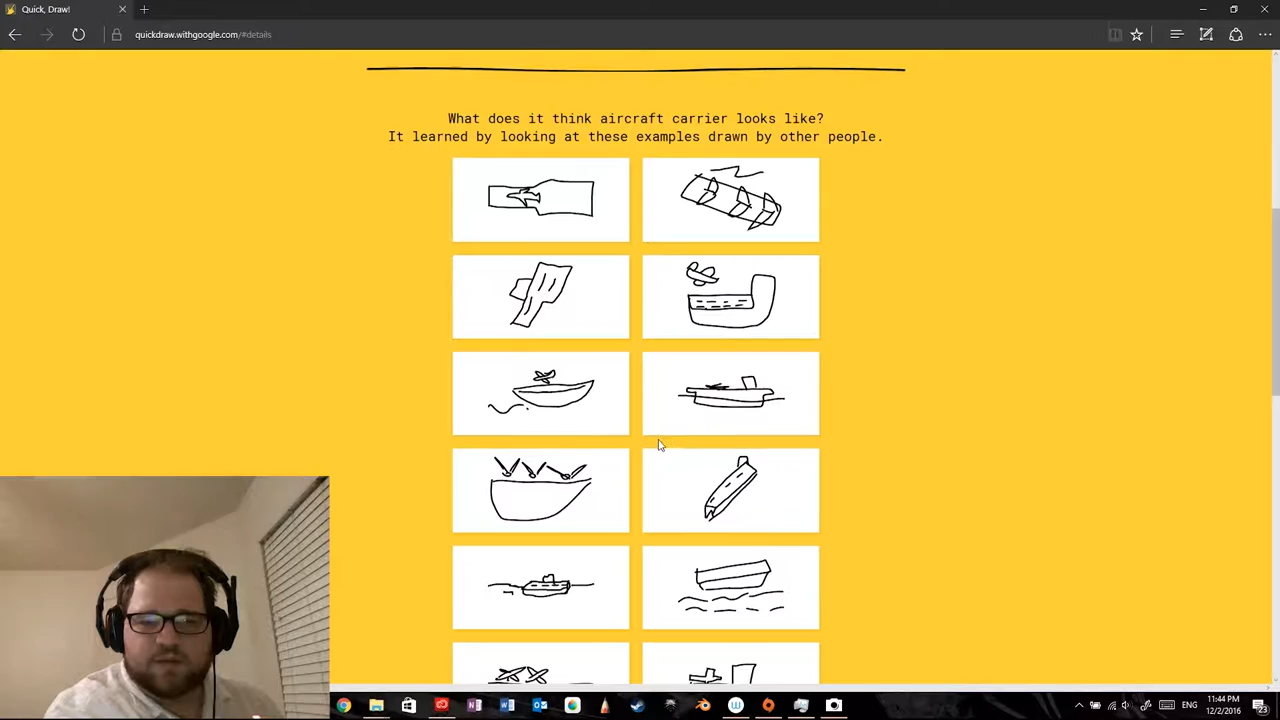 Quick, Draw!
quickdraw.withgoogle.com/#details
What does it think aircraft carrier looks like?
It learned by looking at these examples drawn by other people.
11:44 PM
12/2/2016